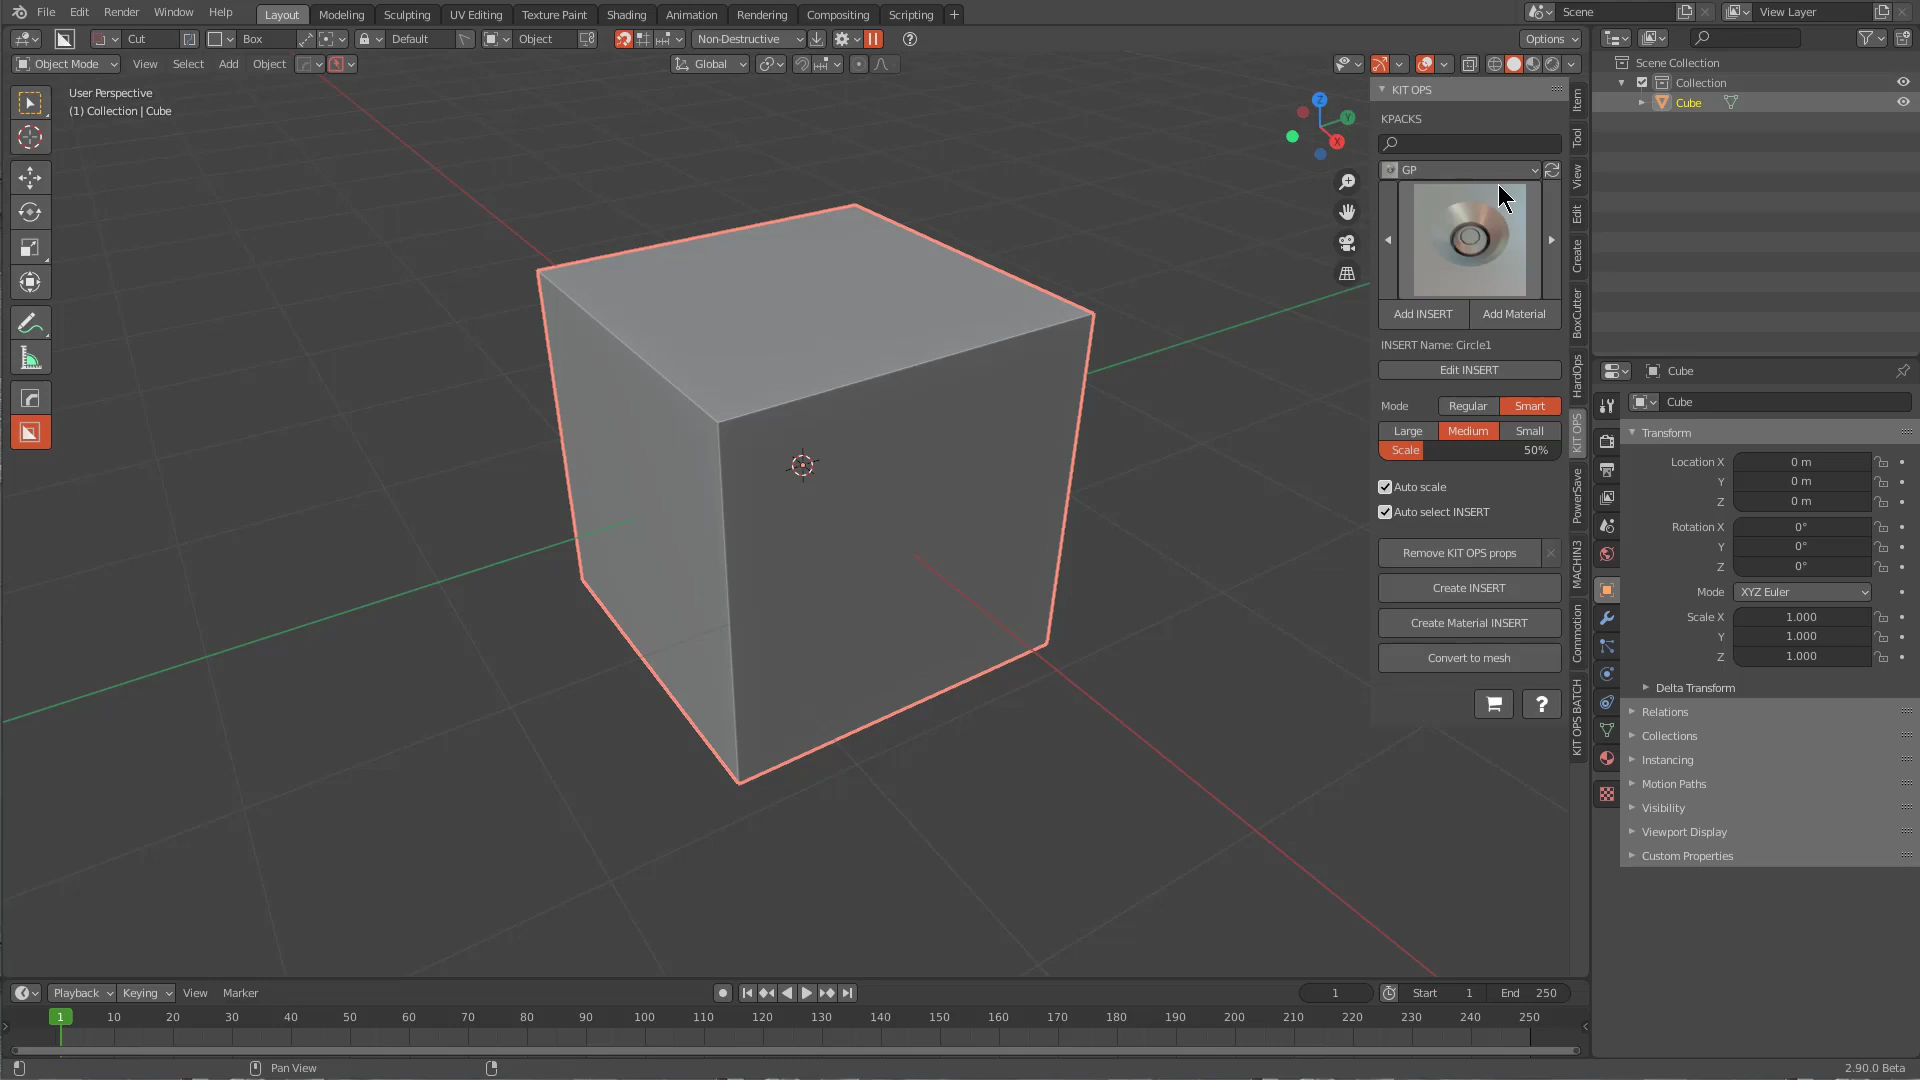 File Edit Render Window Help Layout Modeling Sculpting UV Editing Texture Paint Shading Animation Rendering Compositing Scripting + Scene View Layer
Cut Box Default Object Non-Destructive Options
Object Mode View Select Add Object Global
User Perspective
(1) Collection | Cube
Z
Y
X
KIT OPS
KPACKS
GP
Add INSERT Add Material
INSERT Name: Circle1
Edit INSERT
Mode Regular Smart
Large Medium Small
Scale 50%
Auto scale
Auto select INSERT
Remove KIT OPS props
Create INSERT
Create Material INSERT
Convert to mesh
?
Item
Tool
View
Edit
Create
BoxCutter
HardOps
KIT OPS
PowerSave
MACHIN3
Commotion
KIT OPS BATCH
Scene Collection
Collection
Cube
Cube
Cube
Transform
Location X 0 m
Y 0 m
Z 0 m
Rotation X 0°
Y 0°
Z 0°
Mode XYZ Euler
Scale X 1.000
Y 1.000
Z 1.000
Delta Transform
Relations
Collections
Instancing
Motion Paths
Visibility
Viewport Display
Custom Properties
Playback Keying View Marker 1 Start 1 End 250
1 10 20 30 40 50 60 70 80 90 100 110 120 130 140 150 160 170 180 190 200 210 220 230 240 250
Pan View 2.90.0 Beta